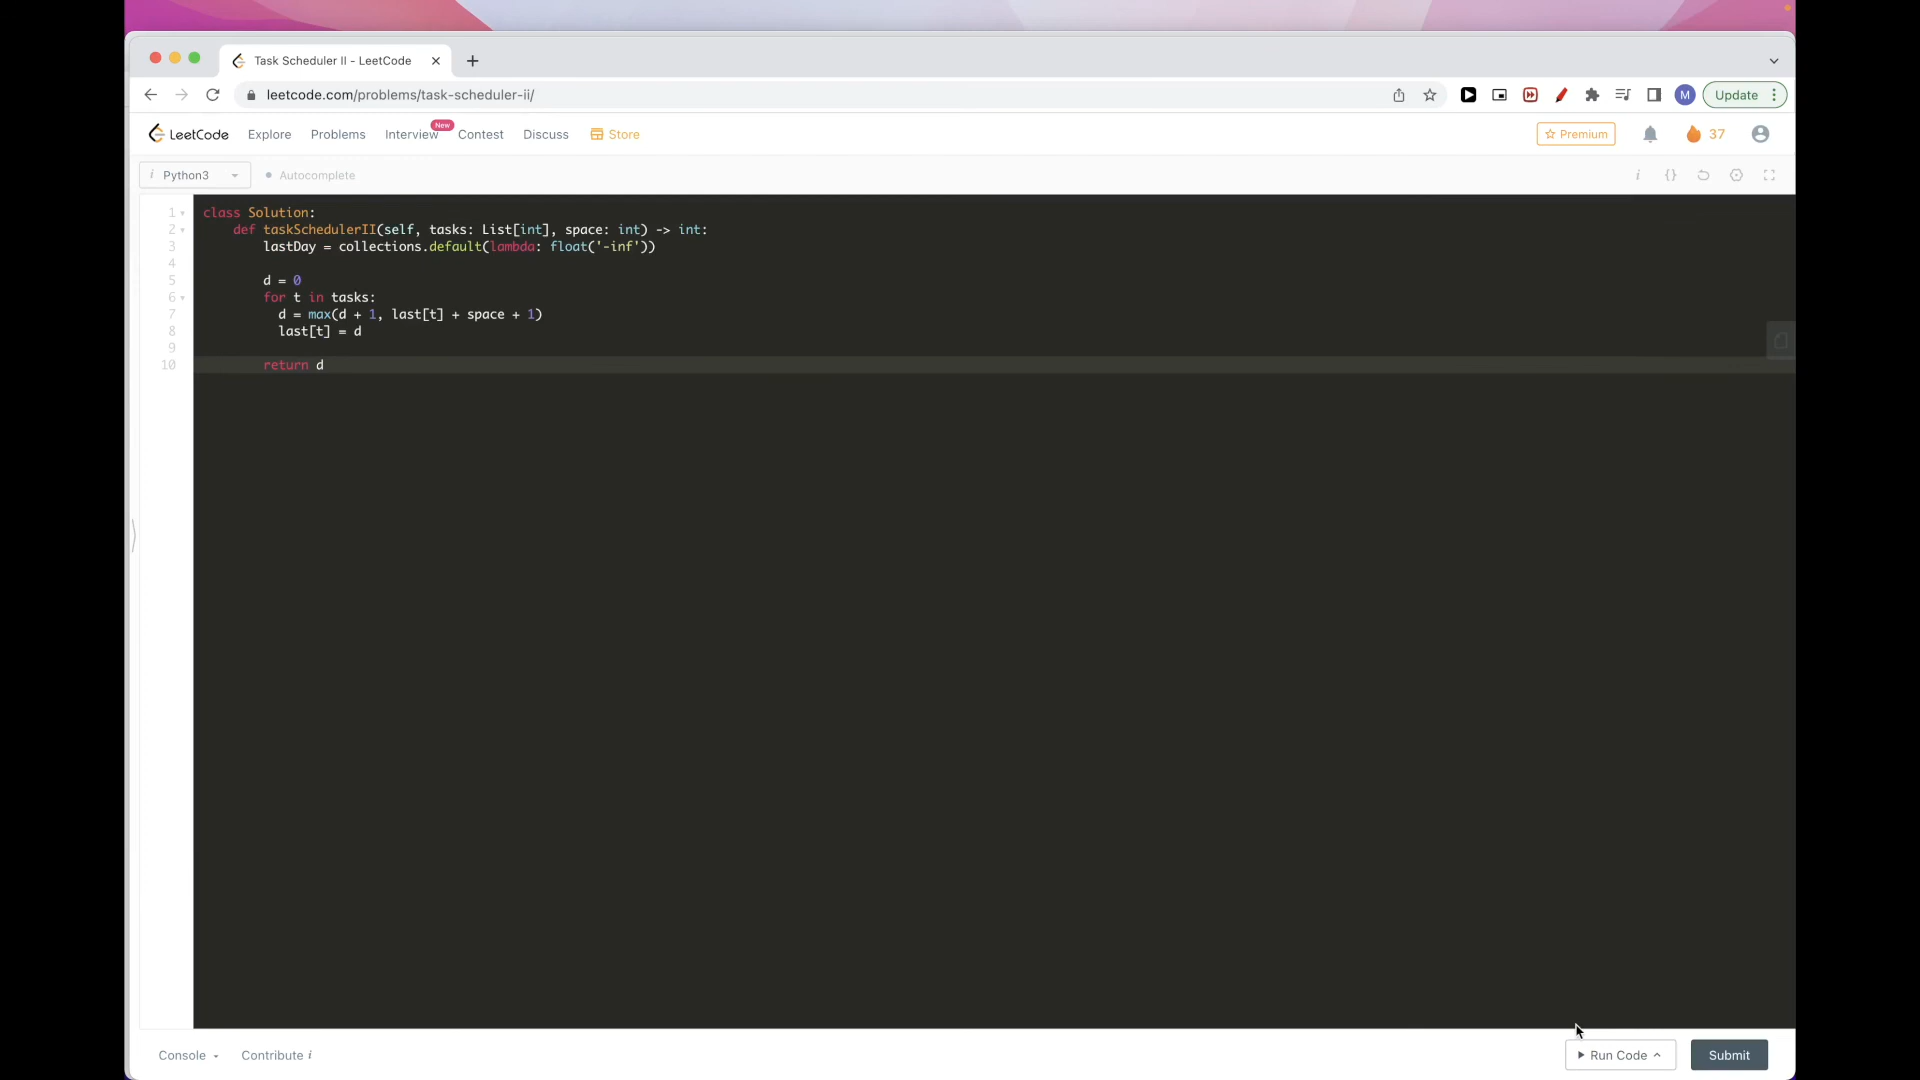 Task Scheduler II - LeetCode
leetcode.com/problems/task-scheduler-ii/
M
Update
LeetCode
Explore
Problems
Interview
New
Contest
Discuss
Store
Premium
37
i Python3
Autocomplete
i
{}
1 class Solution:
2 def taskSchedulerII(self, tasks: List[int], space: int) -> int:
3 lastDay = collections.default(lambda: float('-inf'))
4
5 d = 0
6 for t in tasks:
7 d = max(d + 1, last[t] + space + 1)
8 last[t] = d
9
10 return d
Console
Contribute i
Run Code
Submit